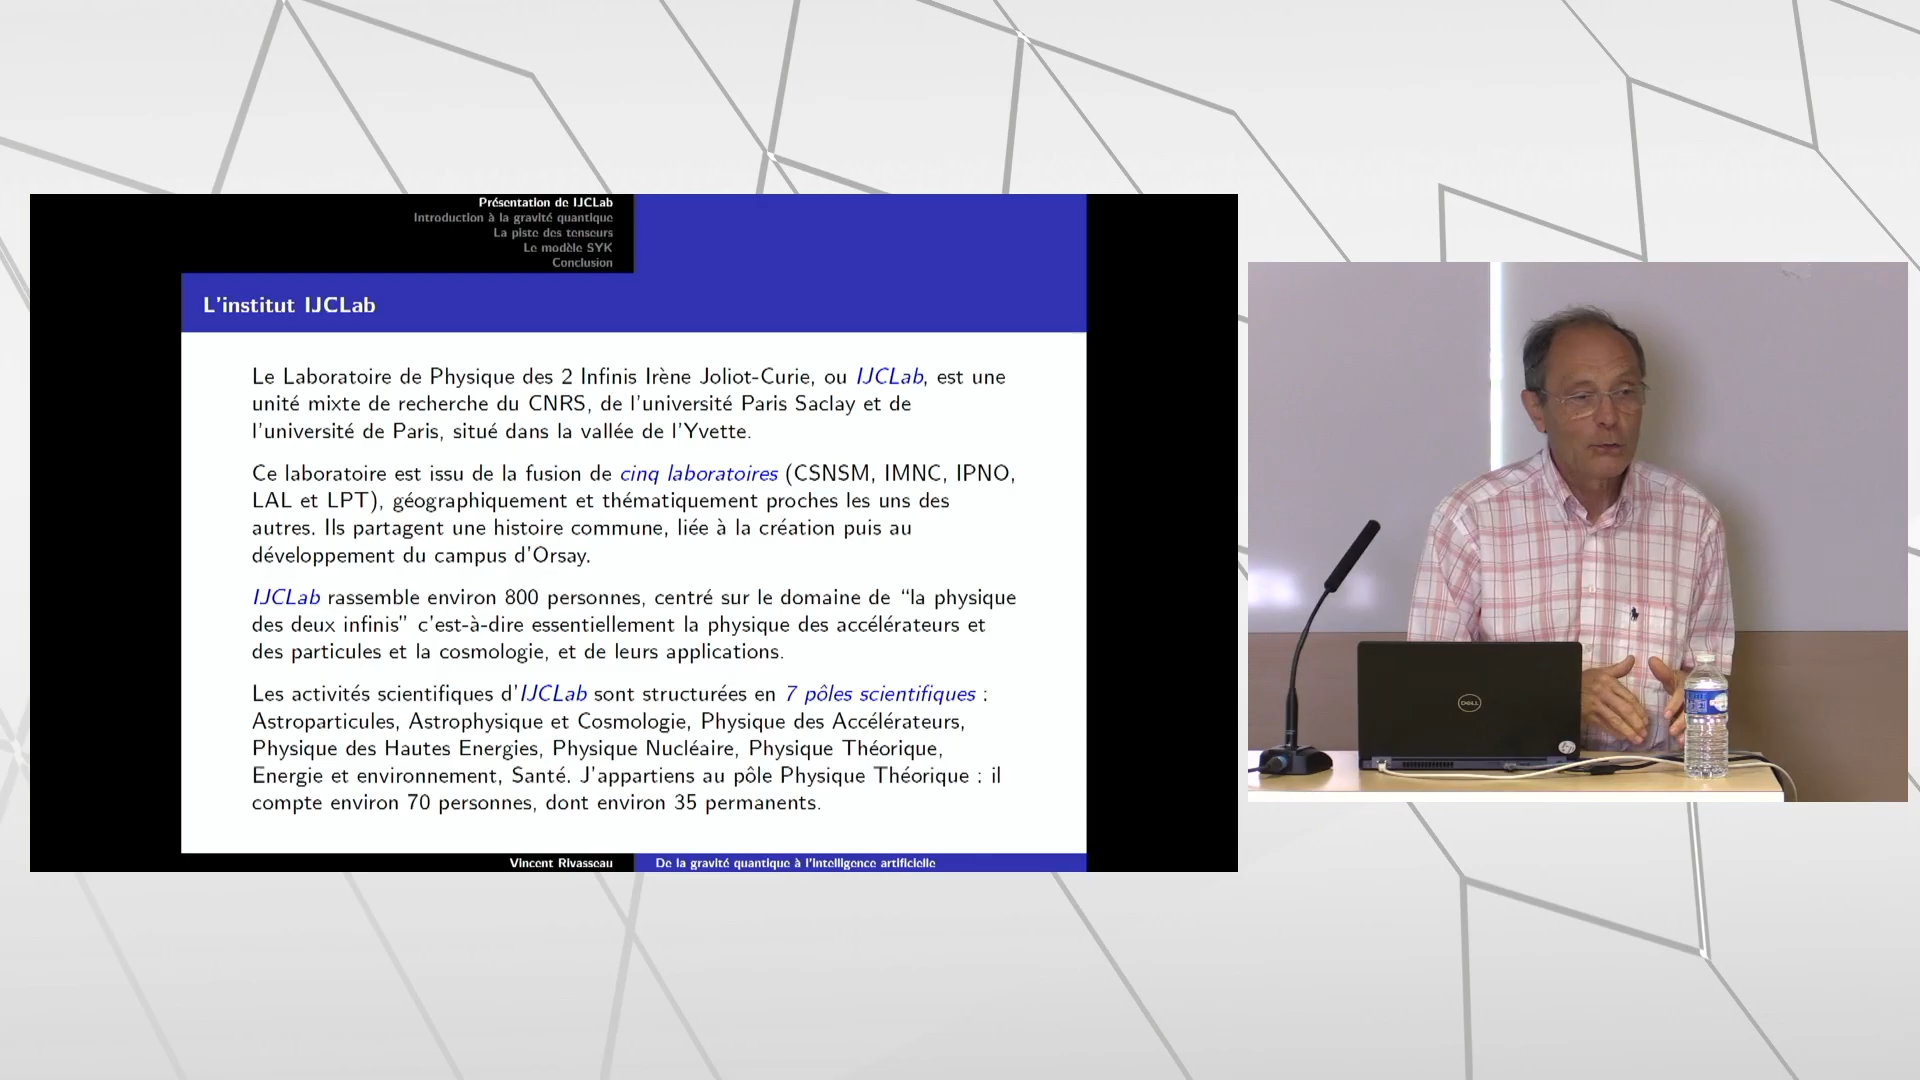 Présentation de IJCLab
Introduction à la gravité quantique
La piste des tenseurs
Le modèle SYK
Conclusion
L'institut IJCLab
Le Laboratoire de Physique des 2 Infinis Irène Joliot-Curie, ou IJCLab, est une
unité mixte de recherche du CNRS, de l'université Paris Saclay et de
l'université de Paris, situé dans la vallée de l'Yvette.
Ce laboratoire est issu de la fusion de cinq laboratoires (CSNSM, IMNC, IPNO,
LAL et LPT), géographiquement et thématiquement proches les uns des
autres. Ils partagent une histoire commune, liée à la création puis au
développement du campus d'Orsay.
IJCLab rassemble environ 800 personnes, centré sur le domaine de “la physique
des deux infinis” c'est-à-dire essentiellement la physique des accélérateurs et
des particules et la cosmologie, et de leurs applications.
Les activités scientifiques d'IJCLab sont structurées en 7 pôles scientifiques :
Astroparticules, Astrophysique et Cosmologie, Physique des Accélérateurs,
Physique des Hautes Energies, Physique Nucléaire, Physique Théorique,
Energie et environnement, Santé. J'appartiens au pôle Physique Théorique : il
compte environ 70 personnes, dont environ 35 permanents.
Vincent Rivasseau
De la gravité quantique à l'intelligence artificielle
DELL